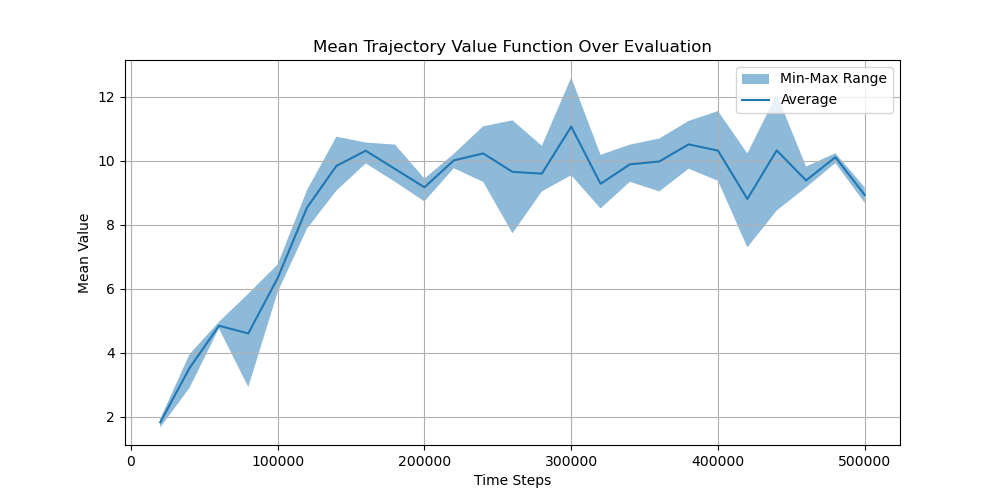 Mean Trajectory Value Function Over Evaluation
Min-Max Range
Average
Mean Value
12
10
8
6
4
2
0
100000
200000
300000
400000
500000
Time Steps